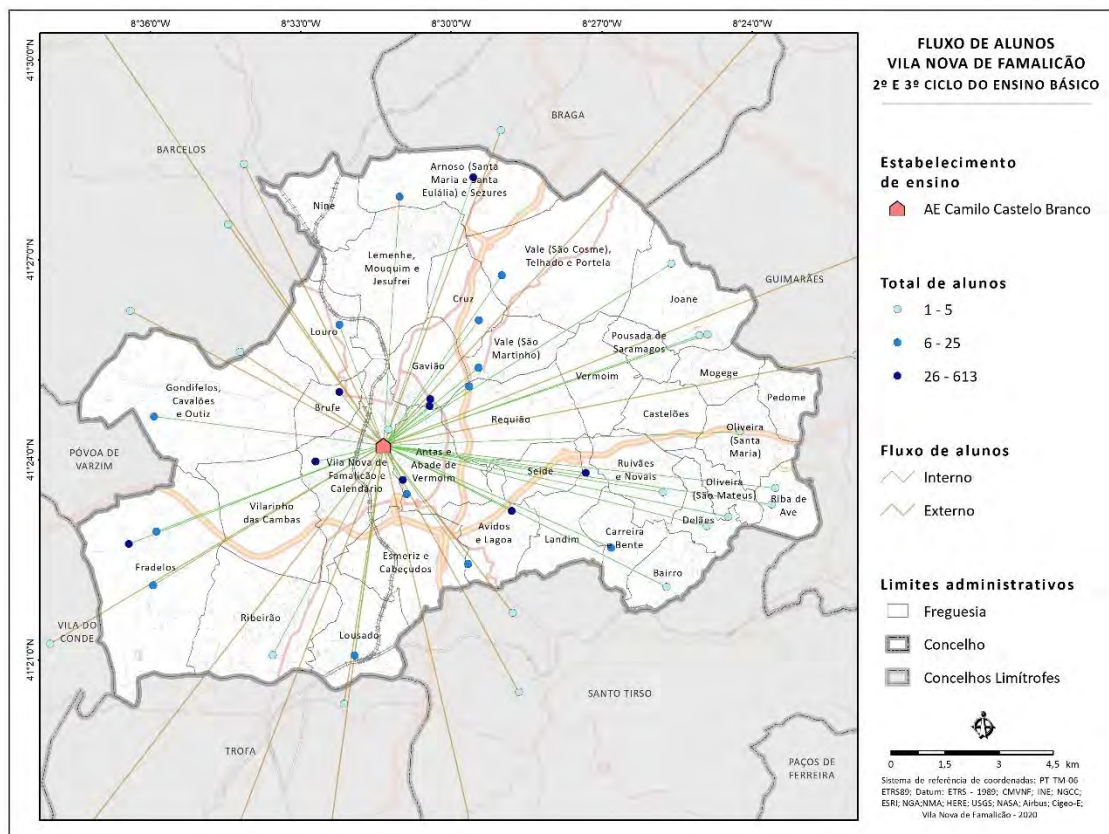 8°36'0"W
8°33'0"W
8°30'0"W
8°27'0"W
8°24'0"W
41°30'0"N
41°27'0"N
41°24'0"N
41°21'0"N
BRAGA
BARCELOS
GUIMARÃES
PÓVOA DE
VARZIM
VILA DO
CONDE
TROFA
SANTO TIRSO
PAÇOS DE
FERREIRA
Arnoso (Santa
Maria e Santa
Eulália) e Sezures
Nine
Lemenhe,
Mouquim e
Jesufrei
Vale (São Cosme),
Telhado e Portela
Cruz
Joane
Louro
Vale (São
Martinho)
Pousada de
Saramagos
Gavião
Vermoim
Mogege
Gondifelos,
Cavalões
e Outiz
Brufe
Pedome
Requião
Castelões
Oliveira
(Santa
Maria)
Antas e
Abade de
Vermoim
Vila Nova de
Famalicão e
Calendário
Seide
Ruivães
e Novais
Oliveira
(São Mateus)
Riba de
Ave
Vilarinho
das Cambas
Delães
Avidos
e Lagoa
Landim
Carreira
e Bente
Fradelos
Esmeriz e
Cabeçudos
Bairro
Ribeirão
Lousado
FLUXO DE ALUNOS
VILA NOVA DE FAMALICÃO
2º E 3º CICLO DO ENSINO BÁSICO
Estabelecimento
de ensino
AE Camilo Castelo Branco
Total de alunos
1 - 5
6 - 25
26 - 613
Fluxo de alunos
Interno
Externo
Limites administrativos
Freguesia
Concelho
Concelhos Limítrofes
0 1,5 3 4,5
km
Sistema de referência de coordenadas: PT TM-06
ETRS89; Datum: ETRS - 1989; CMVNF; INE; NGCC;
ESRI; NGA;NMA; HERE; USGS; NASA; Airbus; Cigeo-E;
Vila Nova de Famalicão - 2020